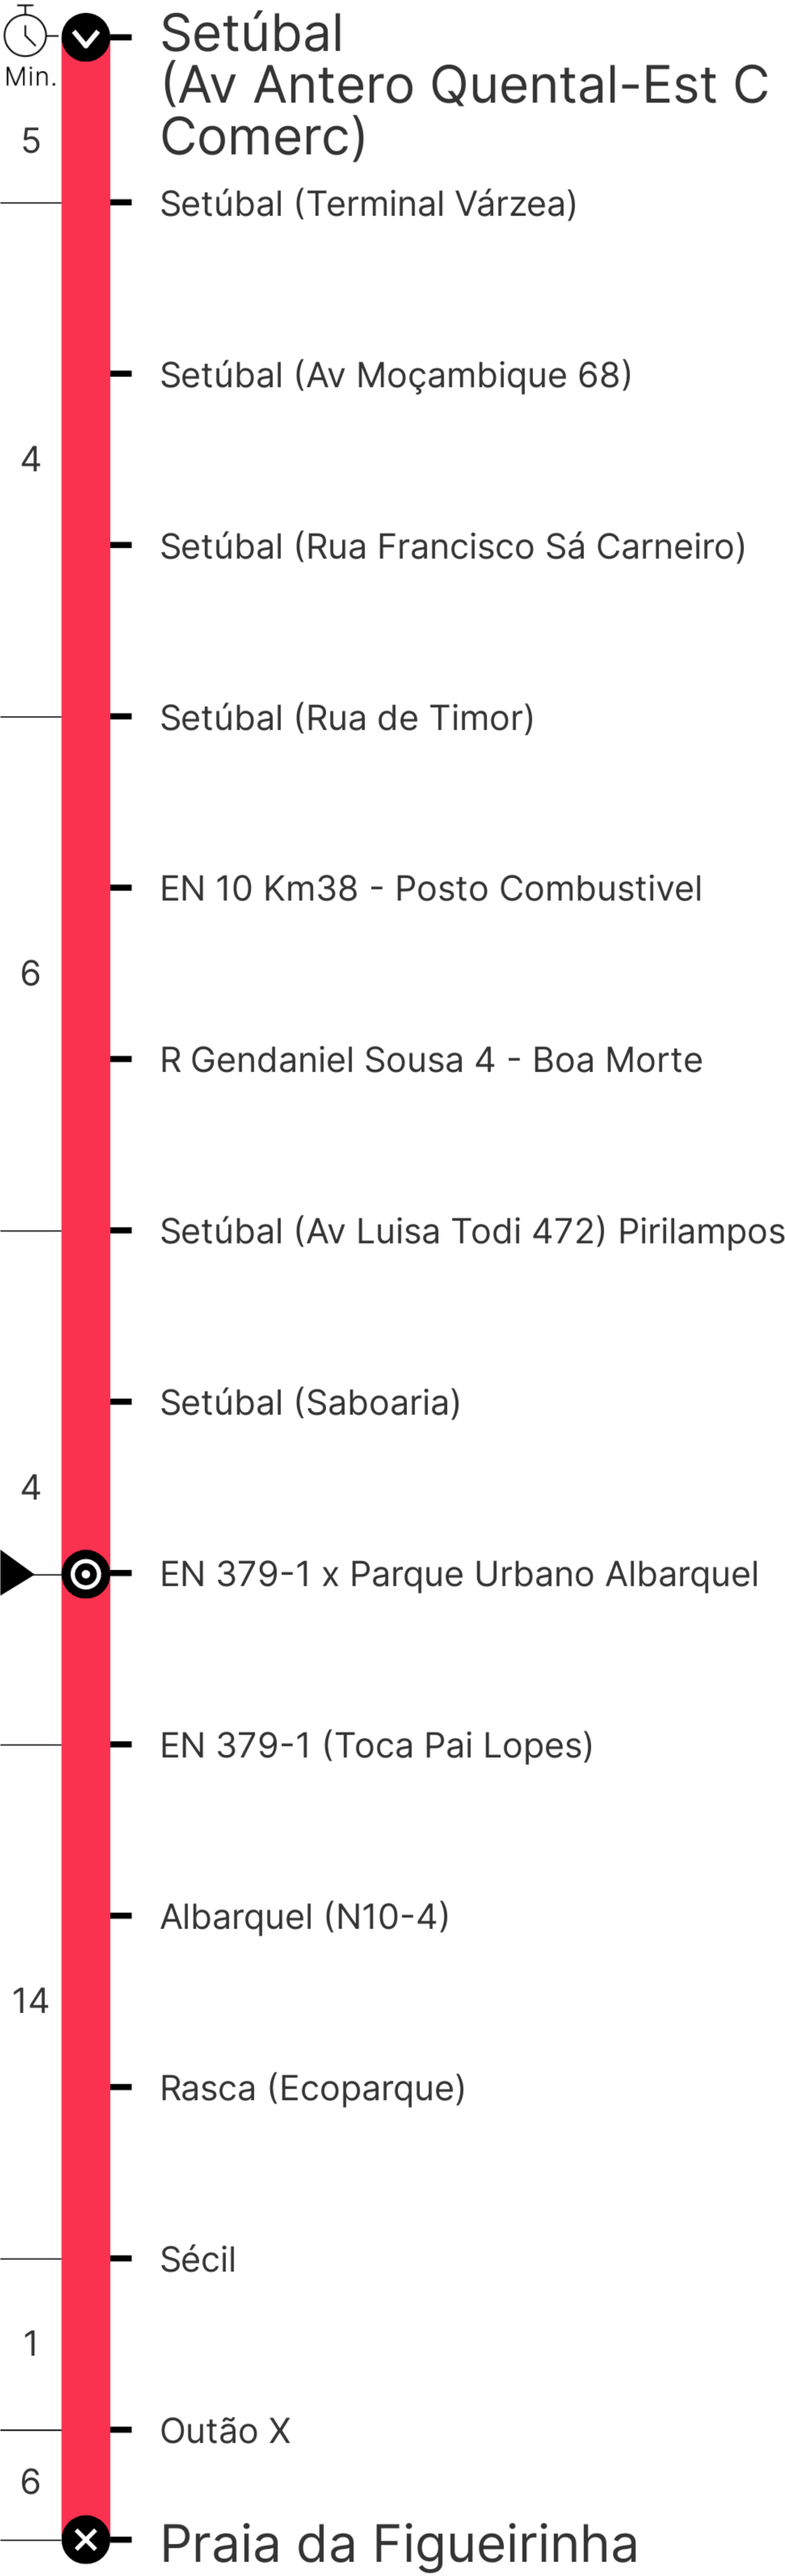 Min.
Setúbal
(Av Antero Quental-Est C
Comerc)
5
Setúbal (Terminal Várzea)
Setúbal (Av Moçambique 68)
4
Setúbal (Rua Francisco Sá Carneiro)
Setúbal (Rua de Timor)
EN 10 Km38 - Posto Combustivel
6
R Gendaniel Sousa 4 - Boa Morte
Setúbal (Av Luisa Todi 472) Pirilampos
Setúbal (Saboaria)
4
EN 379-1 x Parque Urbano Albarquel
EN 379-1 (Toca Pai Lopes)
Albarquel (N10-4)
14
Rasca (Ecoparque)
Sécil
1
Outão X
6
Praia da Figueirinha